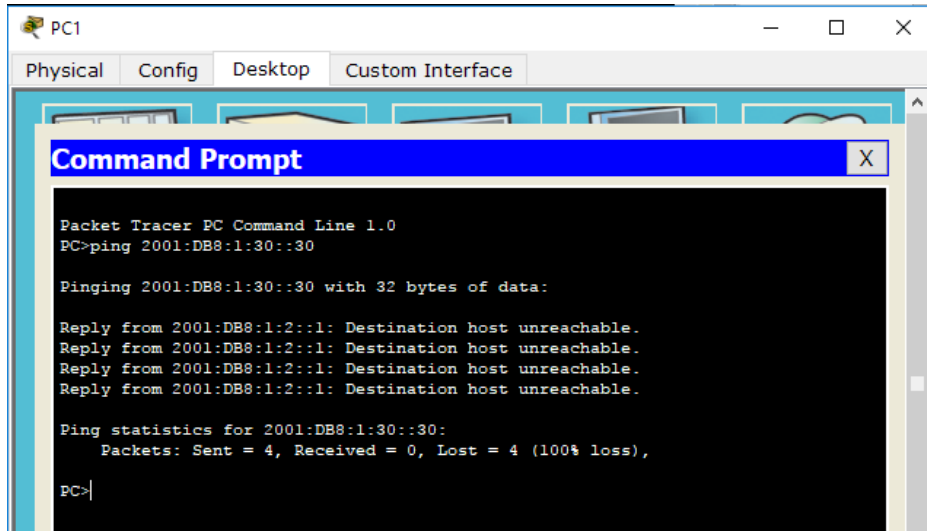 PC1
Physical Config Desktop Custom Interface
Command Prompt X
Packet Tracer PC Command Line 1.0
PC>ping 2001:DB8:1:30::30
Pinging 2001:DB8:1:30::30 with 32 bytes of data:
Reply from 2001:DB8:1:2::1: Destination host unreachable.
Reply from 2001:DB8:1:2::1: Destination host unreachable.
Reply from 2001:DB8:1:2::1: Destination host unreachable.
Reply from 2001:DB8:1:2::1: Destination host unreachable.
Ping statistics for 2001:DB8:1:30::30:
Packets: Sent = 4, Received = 0, Lost = 4 (100% loss),
PC>